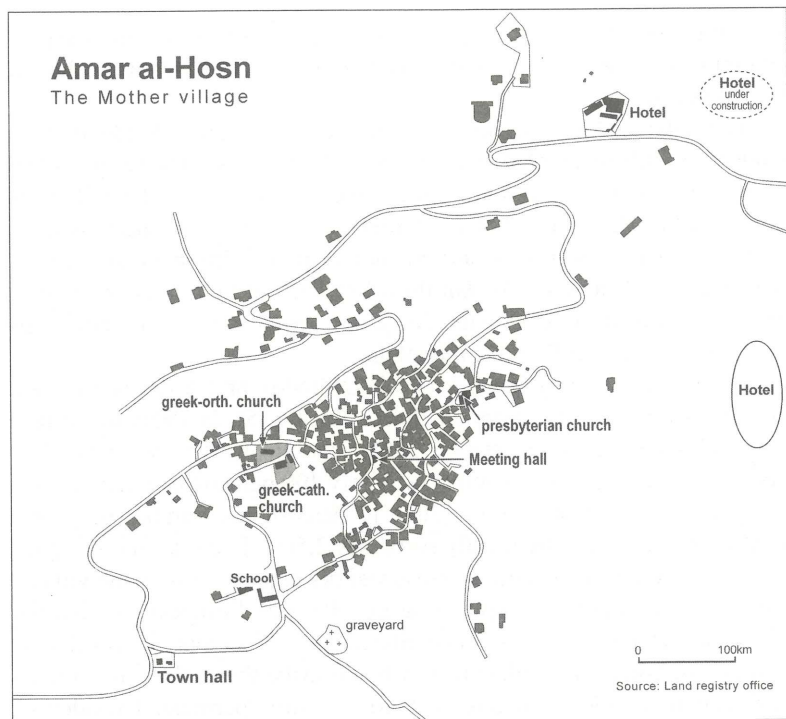 Amar al-Hosn
The Mother village
Hotel
under
construction
Hotel
Hotel
greek-orth. church
presbyterian church
Meeting hall
greek-cath.
church
School
graveyard
Town hall
0 100km
Source: Land registry office